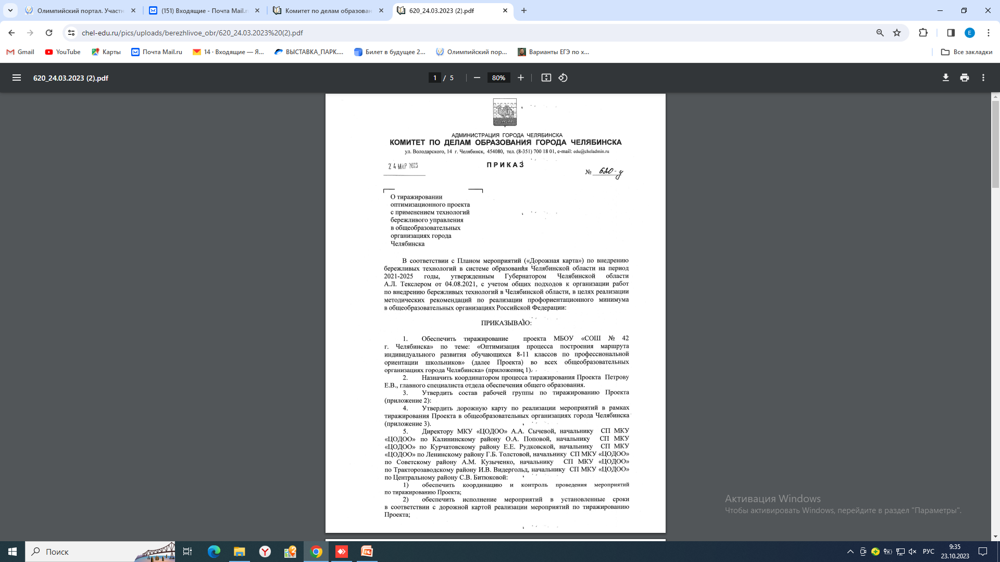 Олимпийский портал. Участн
(151) Входящие - Почта Mail.r
Комитет по делам образован
620_24.03.2023 (2).pdf
chel-edu.ru/pics/uploads/berezhlivoe_obr/620_24.03.2023%20(2).pdf
E
Gmail
YouTube
Карты
Почта Mail.ru
14 · Входящие — Я...
ВЫСТАВКА_ПАРК....
Билет в будущее 2...
Олимпийский пор...
Варианты ЕГЭ по х...
Все закладки
620_24.03.2023 (2).pdf
1 / 5
80%
АДМИНИСТРАЦИЯ ГОРОДА ЧЕЛЯБИНСКА
КОМИТЕТ ПО ДЕЛАМ ОБРАЗОВАНИЯ ГОРОДА ЧЕЛЯБИНСКА
ул. Володарского, 14 г. Челябинск, 454080, тел. (8-351) 700 18 01, e-mail: edu@cheladmin.ru
24 МАР 2023
ПРИКАЗ
№ 620-у
О тиражировании
оптимизационного проекта
с применением технологий
бережливого управления
в общеобразовательных
организациях города
Челябинска
В соответствии с Планом мероприятий («Дорожная карта») по внедрению
бережливых технологий в системе образования Челябинской области на период
2021-2025 годы, утвержденным Губернатором Челябинской области
А.Л. Текслером от 04.08.2021, с учетом общих подходов к организации работ
по внедрению бережливых технологий в Челябинской области, в целях реализации
методических рекомендаций по реализации профориентационного минимума
в общеобразовательных организациях Российской Федерации:
ПРИКАЗЫВАЮ:
1. Обеспечить тиражирование проекта МБОУ «СОШ № 42
г. Челябинска» по теме: «Оптимизация процесса построения маршрута
индивидуального развития обучающихся 8-11 классов по профессиональной
ориентации школьников» (далее Проекта) во всех общеобразовательных
организациях города Челябинска» (приложение 1).
2. Назначить координатором процесса тиражирования Проекта Петрову
Е.В., главного специалиста отдела обеспечения общего образования.
3. Утвердить состав рабочей группы по тиражированию Проекта
(приложение 2):
4. Утвердить дорожную карту по реализации мероприятий в рамках
тиражирования Проекта в общеобразовательных организациях города Челябинска
(приложение 3).
5. Директору МКУ «ЦОДОО» А.А. Сычевой, начальнику СП МКУ
«ЦОДОО» по Калининскому району О.А. Поповой, начальнику СП МКУ
«ЦОДОО» по Курчатовскому району Е.Е. Рудковской, начальнику СП МКУ
«ЦОДОО» по Ленинскому району Г.Б. Толстовой, начальнику СП МКУ «ЦОДОО»
по Советскому району А.М. Кузыченко, начальнику СП МКУ «ЦОДОО»
по Тракторозаводскому району И.В. Видергольд, начальнику СП МКУ «ЦОДОО»
по Центральному району С.В. Битюковой:
1) обеспечить координацию и контроль проведения мероприятий
по тиражированию Проекта;
2) обеспечить исполнение мероприятий в установленные сроки
в соответствии с дорожной картой реализации мероприятий по тиражированию
Проекта;
Активация Windows
Чтобы активировать Windows, перейдите в раздел "Параметры".
Поиск
РУС
9:35
23.10.2023